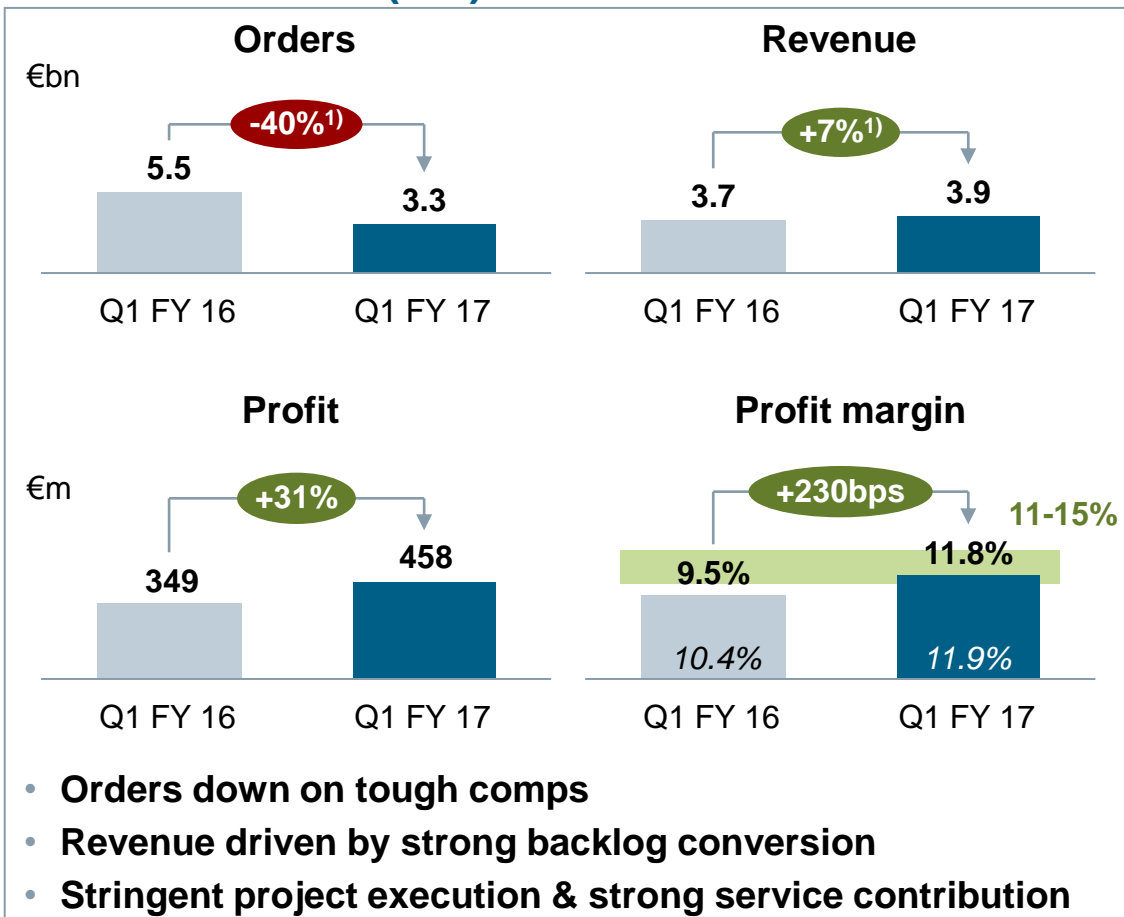 Orders
€bn
-40%1)
5.5
3.3
Q1 FY 16 Q1 FY 17
Revenue
+7%1)
3.7
3.9
Q1 FY 16 Q1 FY 17
Profit
€m
+31%
349
458
Q1 FY 16 Q1 FY 17
Profit margin
+230bps
11-15%
9.5%
11.8%
10.4%
11.9%
Q1 FY 16 Q1 FY 17
• Orders down on tough comps
• Revenue driven by strong backlog conversion
• Stringent project execution & strong service contribution